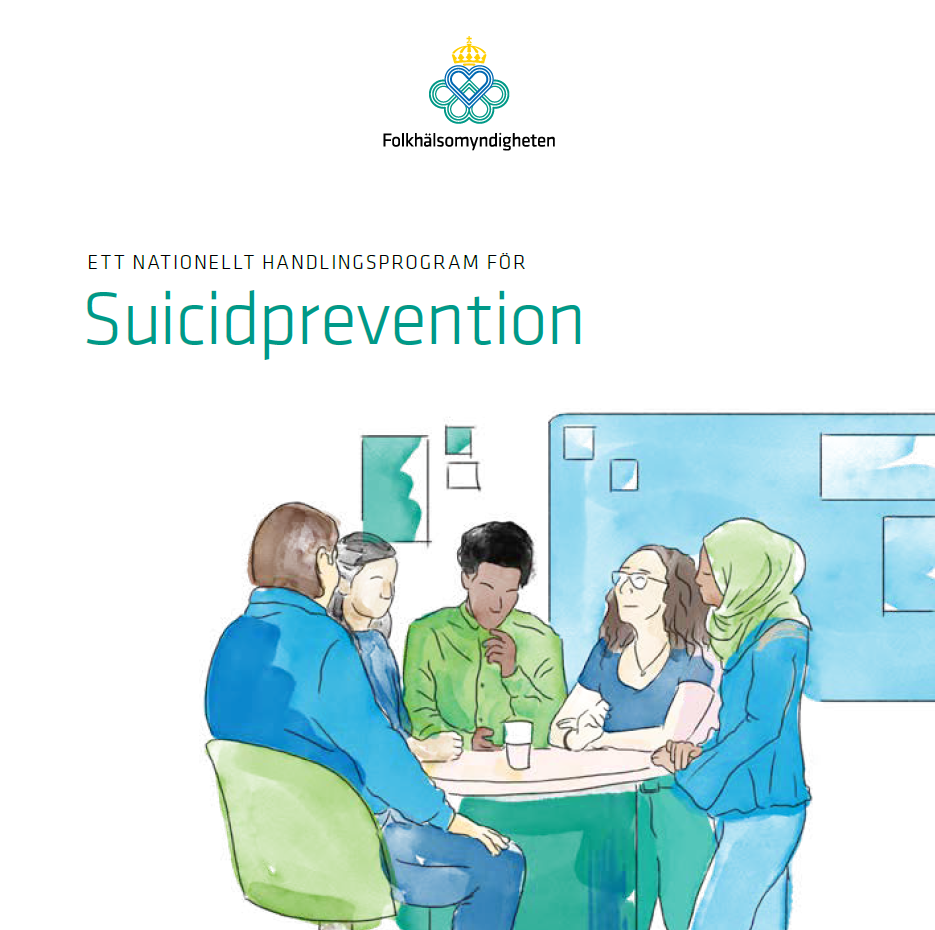 Folkhälsomyndigheten
ETT NATIONELLT HANDLINGSPROGRAM FÖR
Suicidprevention